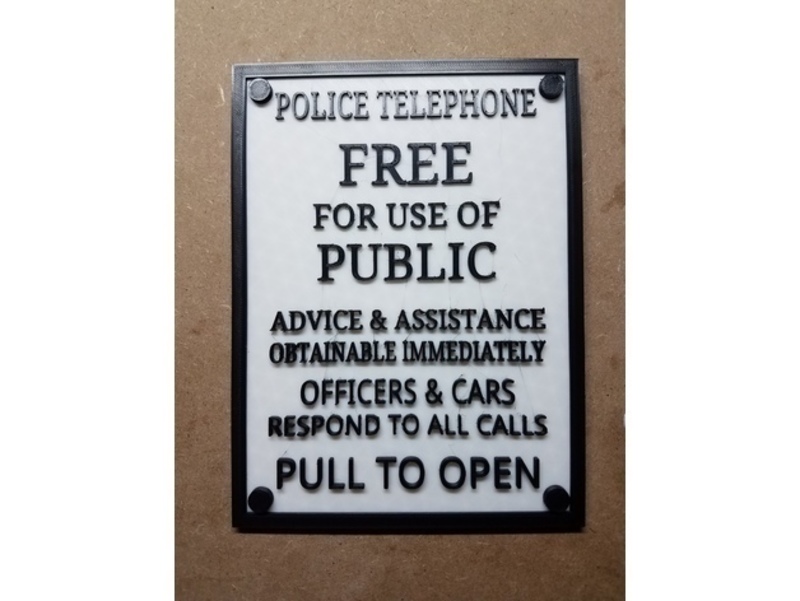 POLICE TELEPHONE
FREE
FOR USE OF
PUBLIC
ADVICE & ASSISTANCE
OBTAINABLE IMMEDIATELY
OFFICERS & CARS
RESPOND TO ALL CALLS
PULL TO OPEN